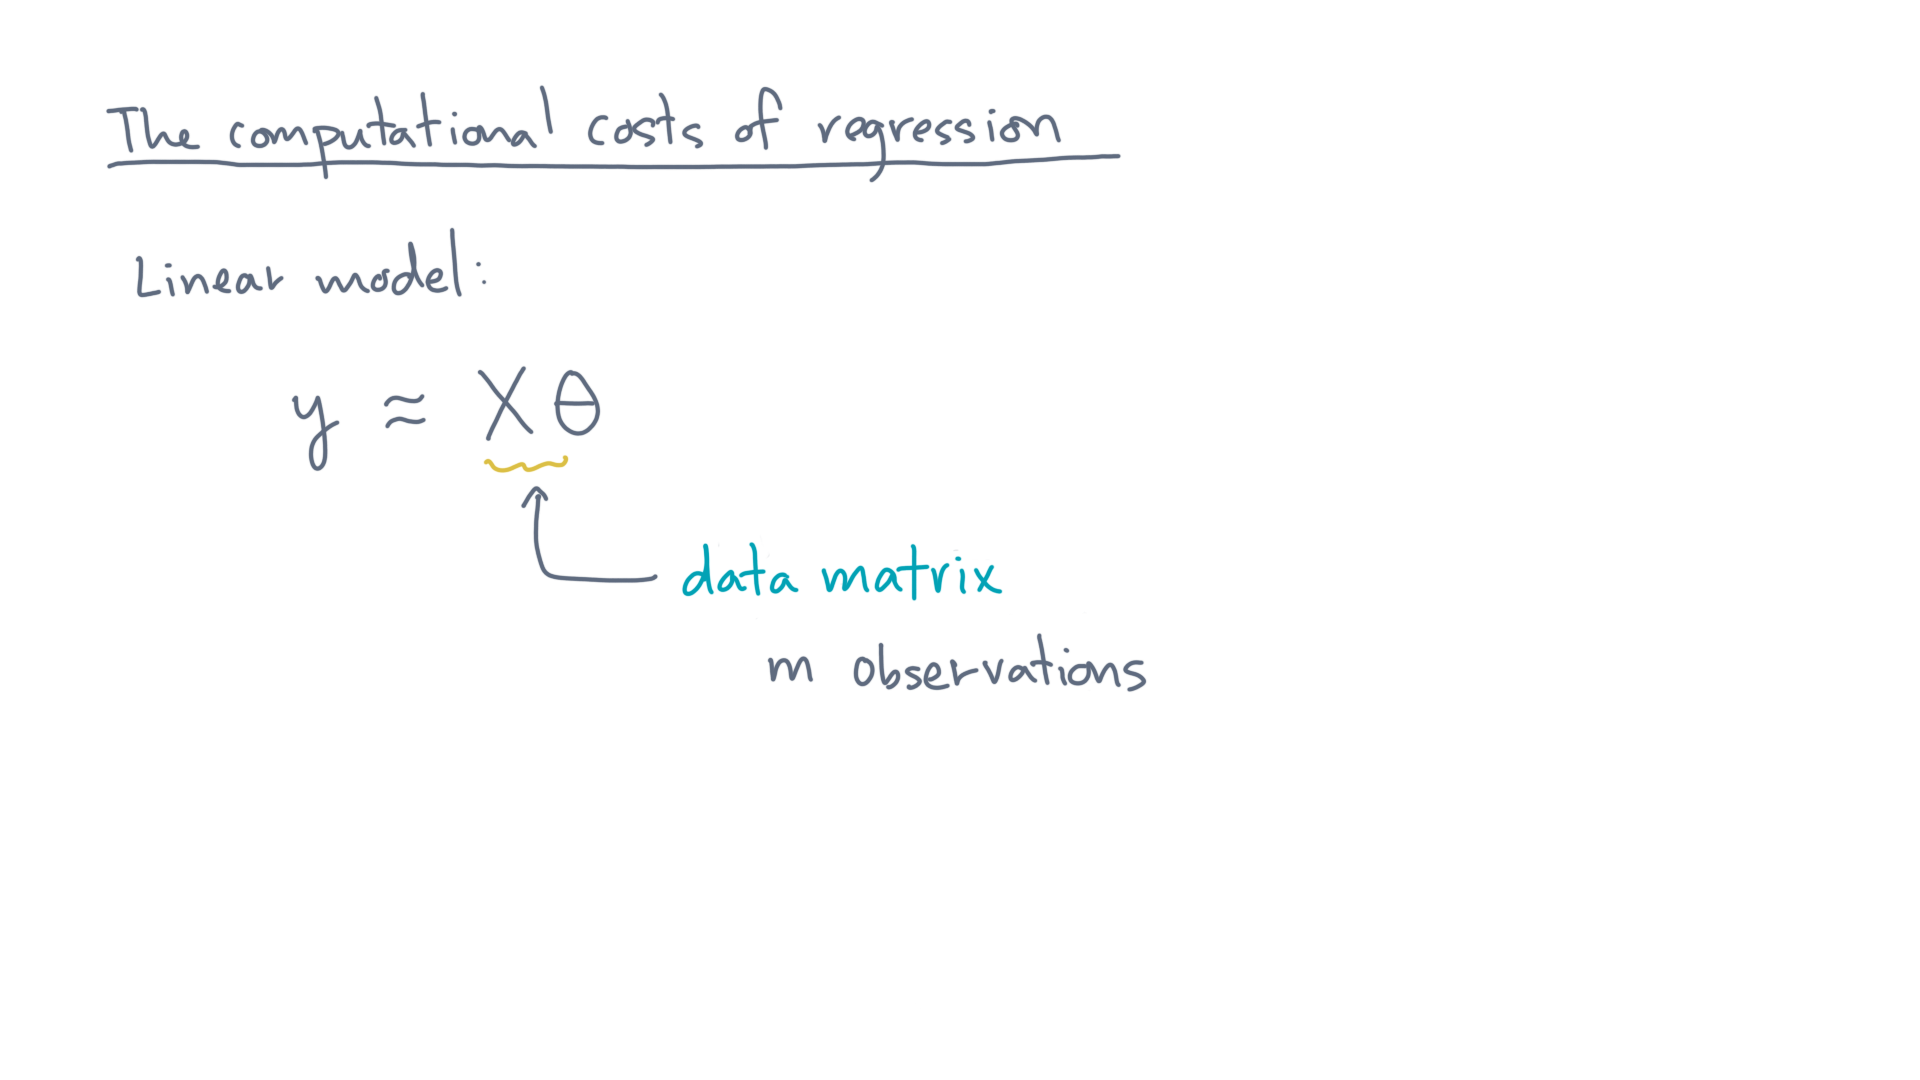 The computational costs of regression
Linear model:
y ≈ Xθ
data matrix
m observations